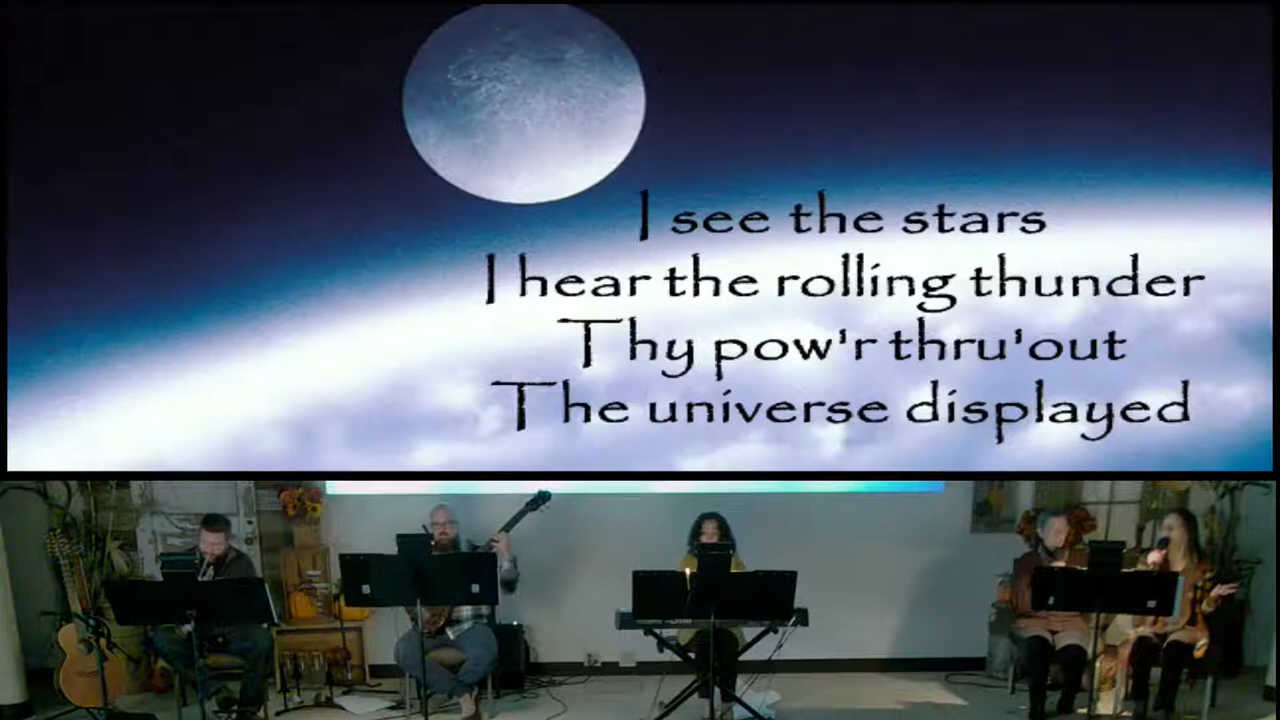 I see the stars
I hear the rolling thunder
Thy pow'r thru'out
The universe displayed